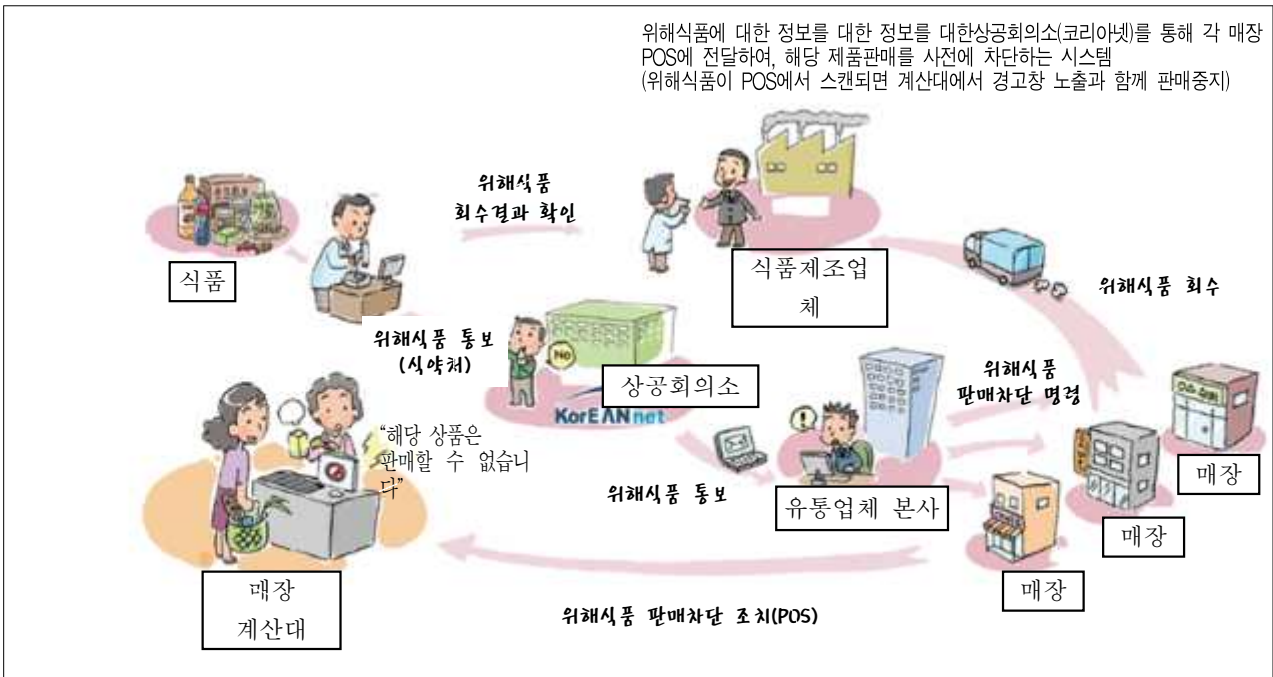 위해식품에 대한 정보를 대한 정보를 대한상공회의소(코리아넷)를 통해 각 매장
POS에 전달하여, 해당 제품판매를 사전에 차단하는 시스템
(위해식품이 POS에서 스캔되면 계산대에서 경고창 노출과 함께 판매중지)
위해식품
회수결과 확인
식품
식품제조업
체
위해식품 회수
위해식품 통보
(식약처)
No
상공회의소
KorEANnet
위해식품
판매차단 명령
"해당 상품은
판매할 수 없습니
다"
위해식품 통보
유통업체 본사
매장
매장
매장
매장
계산대
위해식품 판매차단 조치(POS)